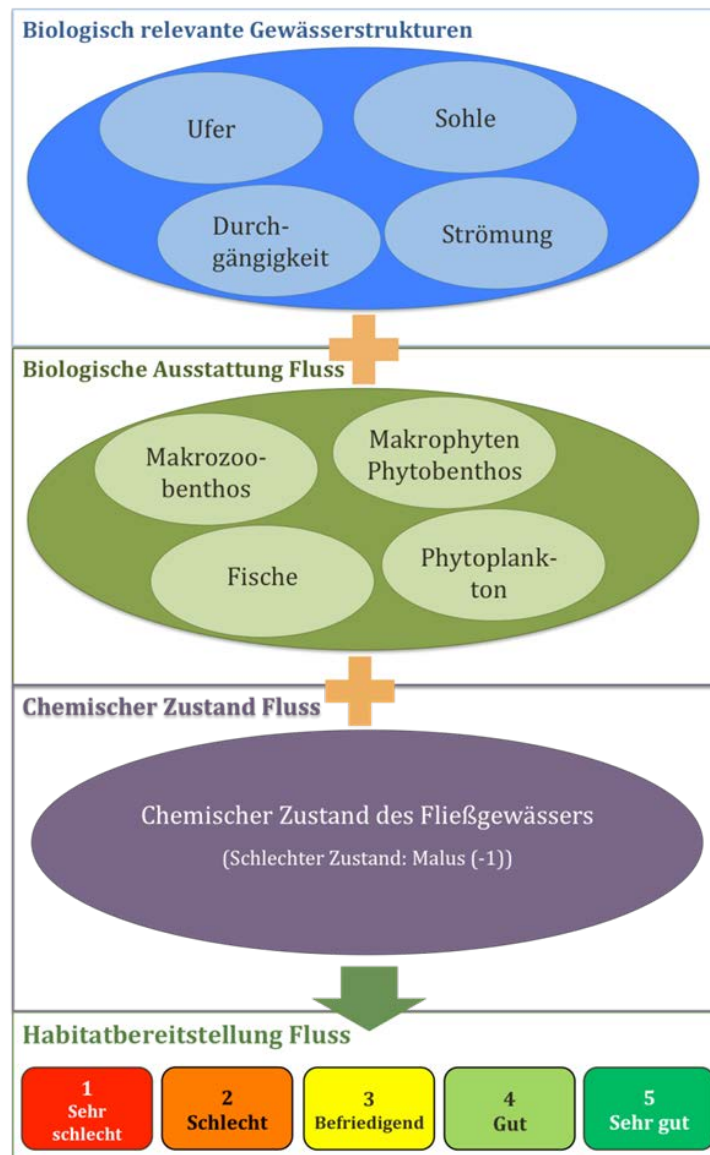 Biologisch relevante Gewässerstrukturen
Ufer
Sohle
Durch-
gängigkeit
Strömung
Biologische Ausstattung Fluss
Makrozoo-
benthos
Makrophyten
Phytobenthos
Fische
Phytoplank-
ton
Chemischer Zustand Fluss
Chemischer Zustand des Fließgewässers
(Schlechter Zustand: Malus (-1))
Habitatbereitstellung Fluss
1
Sehr
schlecht
2
Schlecht
3
Befriedigend
4
Gut
5
Sehr gut